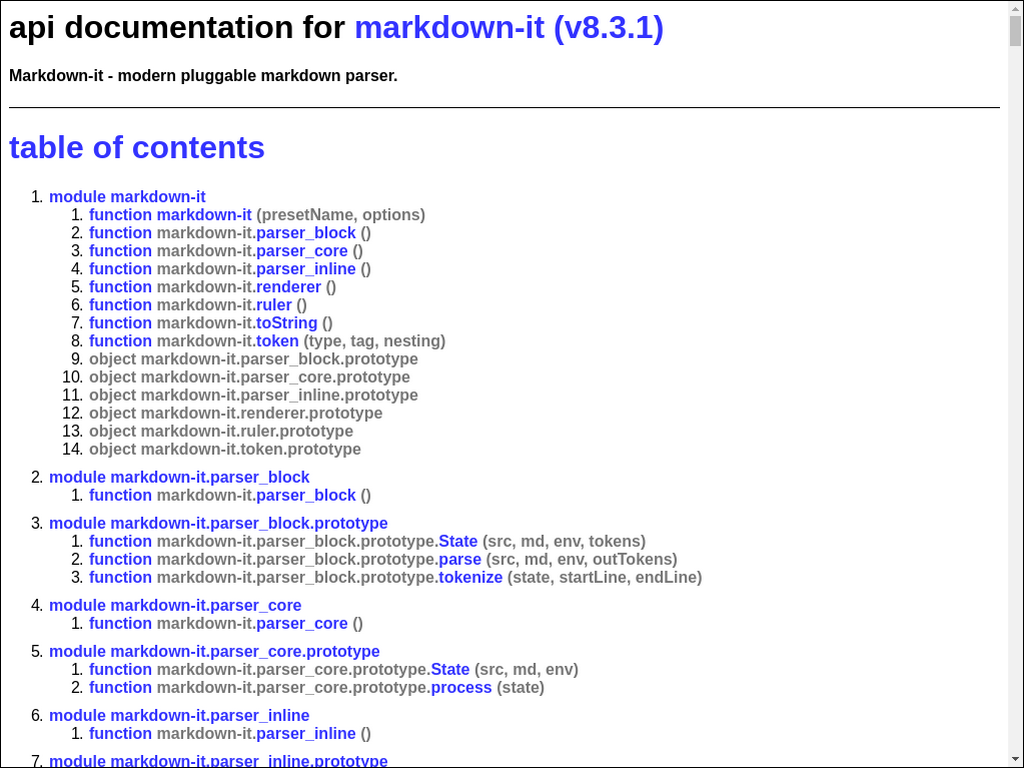 api documentation for markdown-it (v8.3.1)
Markdown-it - modern pluggable markdown parser.
table of contents
1. module markdown-it
1. function markdown-it (presetName, options)
2. function markdown-it.parser_block ()
3. function markdown-it.parser_core ()
4. function markdown-it.parser_inline ()
5. function markdown-it.renderer ()
6. function markdown-it.ruler ()
7. function markdown-it.toString ()
8. function markdown-it.token (type, tag, nesting)
9. object markdown-it.parser_block.prototype
10. object markdown-it.parser_core.prototype
11. object markdown-it.parser_inline.prototype
12. object markdown-it.renderer.prototype
13. object markdown-it.ruler.prototype
14. object markdown-it.token.prototype
2. module markdown-it.parser_block
1. function markdown-it.parser_block ()
3. module markdown-it.parser_block.prototype
1. function markdown-it.parser_block.prototype.State (src, md, env, tokens)
2. function markdown-it.parser_block.prototype.parse (src, md, env, outTokens)
3. function markdown-it.parser_block.prototype.tokenize (state, startLine, endLine)
4. module markdown-it.parser_core
1. function markdown-it.parser_core ()
5. module markdown-it.parser_core.prototype
1. function markdown-it.parser_core.prototype.State (src, md, env)
2. function markdown-it.parser_core.prototype.process (state)
6. module markdown-it.parser_inline
1. function markdown-it.parser_inline ()
7. module markdown-it.parser_inline.prototype